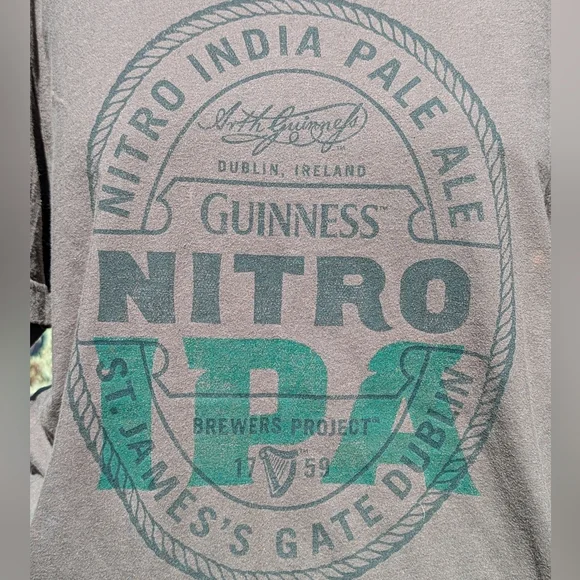 NITRO INDIA PALE ALE
Arth Guinness
TM
DUBLIN, IRELAND
GUINNESS™
NITRO
IPA
BREWERS PROJECT™
17 59
ST. JAMES'S GATE DUBLIN